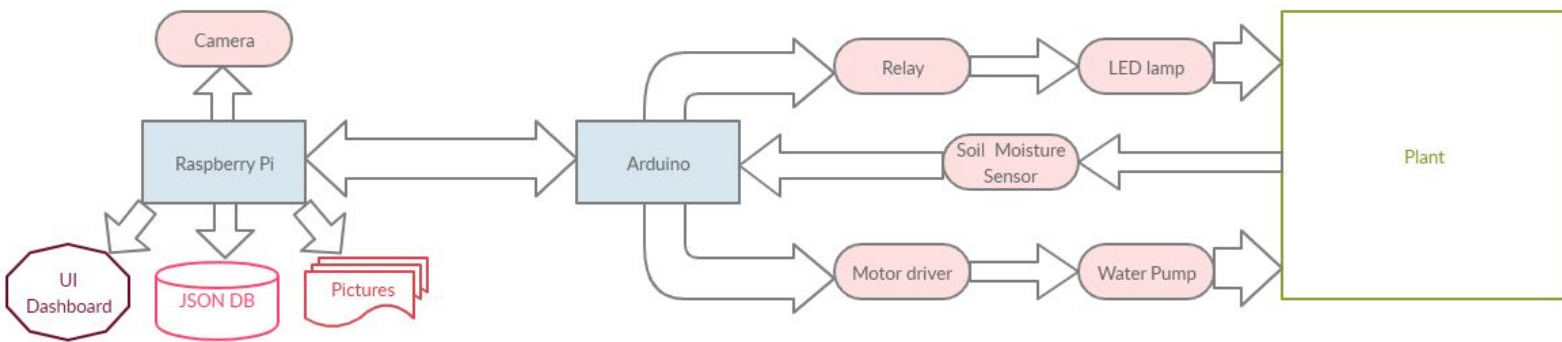 Camera
Relay
LED lamp
Raspberry Pi
Arduino
Soil Moisture
Sensor
Plant
UI
Dashboard
JSON DB
Pictures
Motor driver
Water Pump